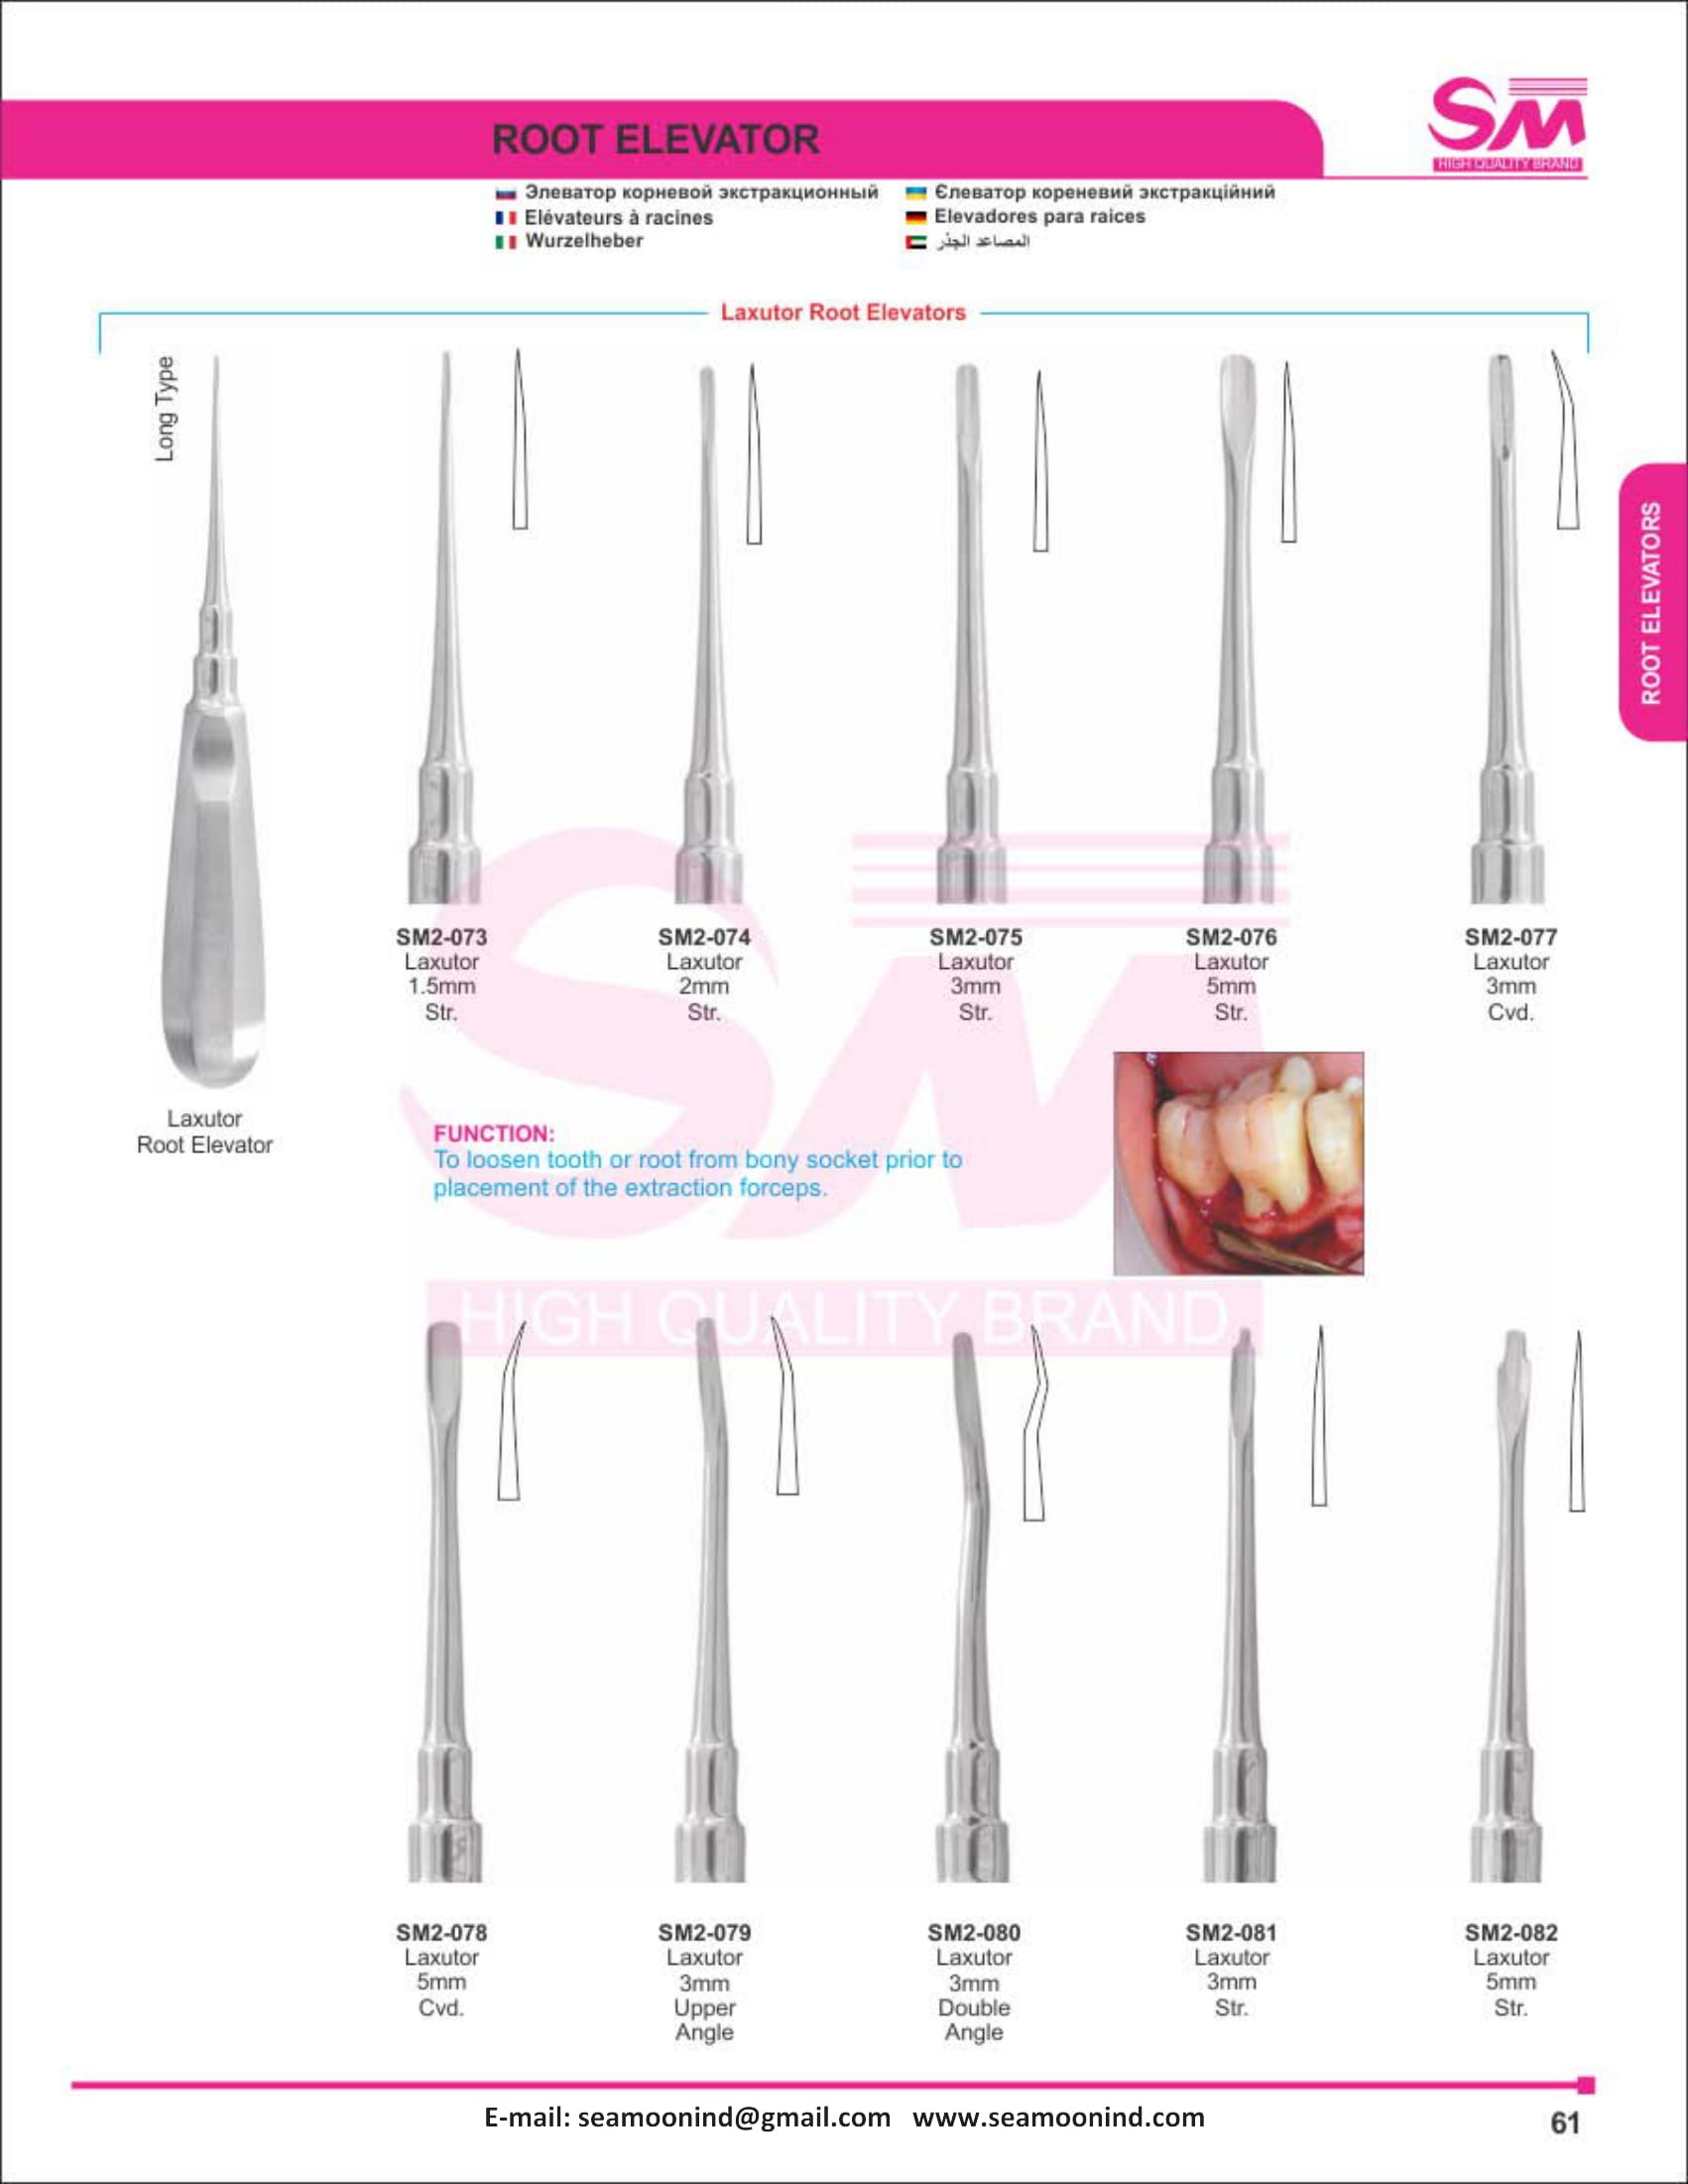 SM
HIGH QUALITY BRAND
ROOT ELEVATOR
Элеватор корневой экстракционный
Єлеватор кореневий экстракційний
Elévateurs à racines
Elevadores para raices
Wurzelheber
المصاعد الجذر
Laxutor Root Elevators
Long Type
ROOT ELEVATORS
SM2-073
Laxutor
1.5mm
Str.
SM2-074
Laxutor
2mm
Str.
SM2-075
Laxutor
3mm
Str.
SM2-076
Laxutor
5mm
Str.
SM2-077
Laxutor
3mm
Cvd.
Laxutor
Root Elevator
FUNCTION:
To loosen tooth or root from bony socket prior to
placement of the extraction forceps.
SM
HIGH QUALITY BRAND
SM2-078
Laxutor
5mm
Cvd.
SM2-079
Laxutor
3mm
Upper
Angle
SM2-080
Laxutor
3mm
Double
Angle
SM2-081
Laxutor
3mm
Str.
SM2-082
Laxutor
5mm
Str.
E-mail: seamoonind@gmail.com www.seamoonind.com
61